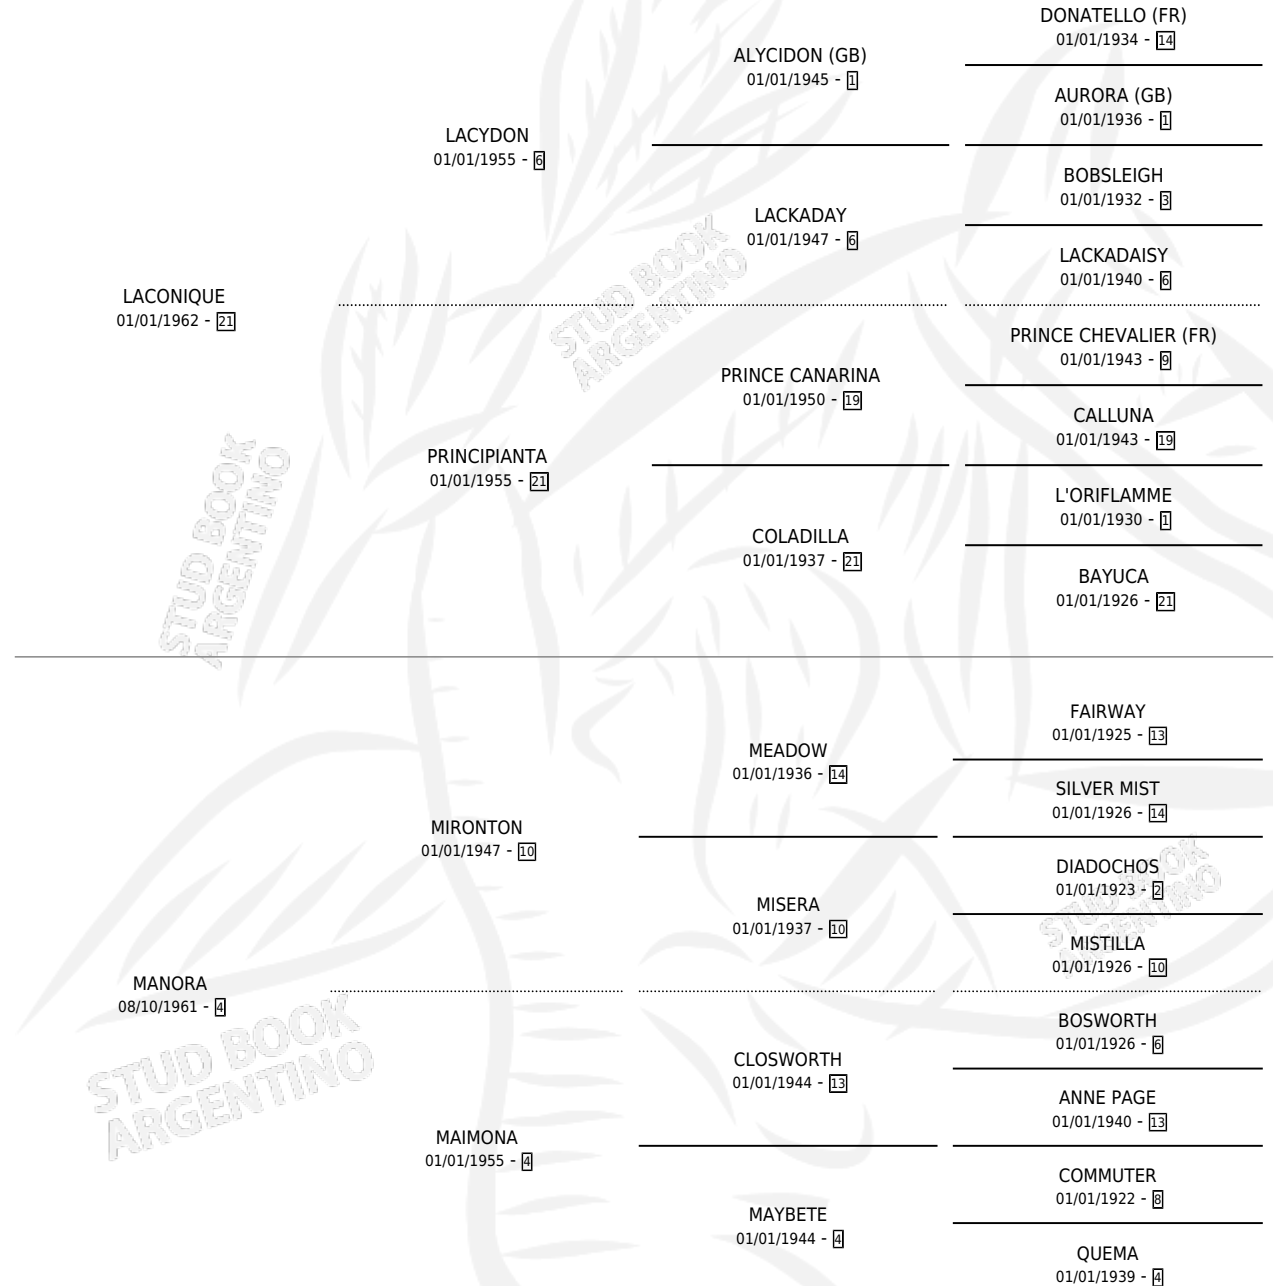 DONATELLO (FR)
01/01/1934 - 14
ALYCIDON (GB)
01/01/1945 - 1
AURORA (GB)
01/01/1936 - 1
LACYDON
01/01/1955 - 6
BOBSLEIGH
01/01/1932 - 3
LACKADAY
01/01/1947 - 6
LACKADAISY
01/01/1940 - 6
LACONIQUE
01/01/1962 - 21
PRINCE CHEVALIER (FR)
01/01/1943 - 9
PRINCE CANARINA
01/01/1950 - 19
CALLUNA
01/01/1943 - 19
PRINCIPIANTA
01/01/1955 - 21
L'ORIFLAMME
01/01/1930 - 1
COLADILLA
01/01/1937 - 21
BAYUCA
01/01/1926 - 21
STUD BOOK
ARGENTINO
STUD BOOK
ARGENTINO
FAIRWAY
01/01/1925 - 13
MEADOW
01/01/1936 - 14
SILVER MIST
01/01/1926 - 14
MIRONTON
01/01/1947 - 10
DIADOCHOS
01/01/1923 - 2
MISERA
01/01/1937 - 10
MISTILLA
01/01/1926 - 10
MANORA
08/10/1961 - 4
BOSWORTH
01/01/1926 - 6
CLOSWORTH
01/01/1944 - 13
ANNE PAGE
01/01/1940 - 13
MAIMONA
01/01/1955 - 4
COMMUTER
01/01/1922 - 8
MAYBETE
01/01/1944 - 4
QUEMA
01/01/1939 - 4
STUD BOOK
ARGENTINO
STUD BOOK
ARGENTINO